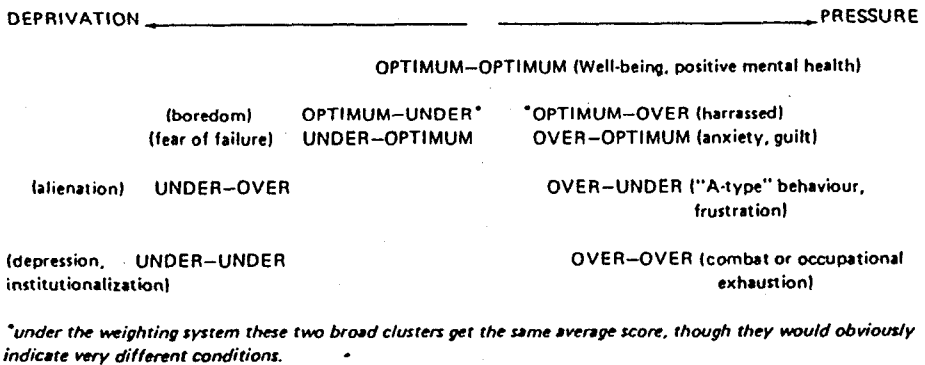 DEPRIVATION PRESSURE
OPTIMUM–OPTIMUM (Well-being, positive mental health)
(boredom) OPTIMUM–UNDER* *OPTIMUM–OVER (harrassed)
(fear of failure) UNDER–OPTIMUM OVER–OPTIMUM (anxiety, guilt)
(alienation) UNDER–OVER OVER–UNDER ("A-type" behaviour,
frustration)
(depression, UNDER–UNDER OVER–OVER (combat or occupational
institutionalization) exhaustion)
*under the weighting system these two broad clusters get the same average score, though they would obviously
indicate very different conditions.